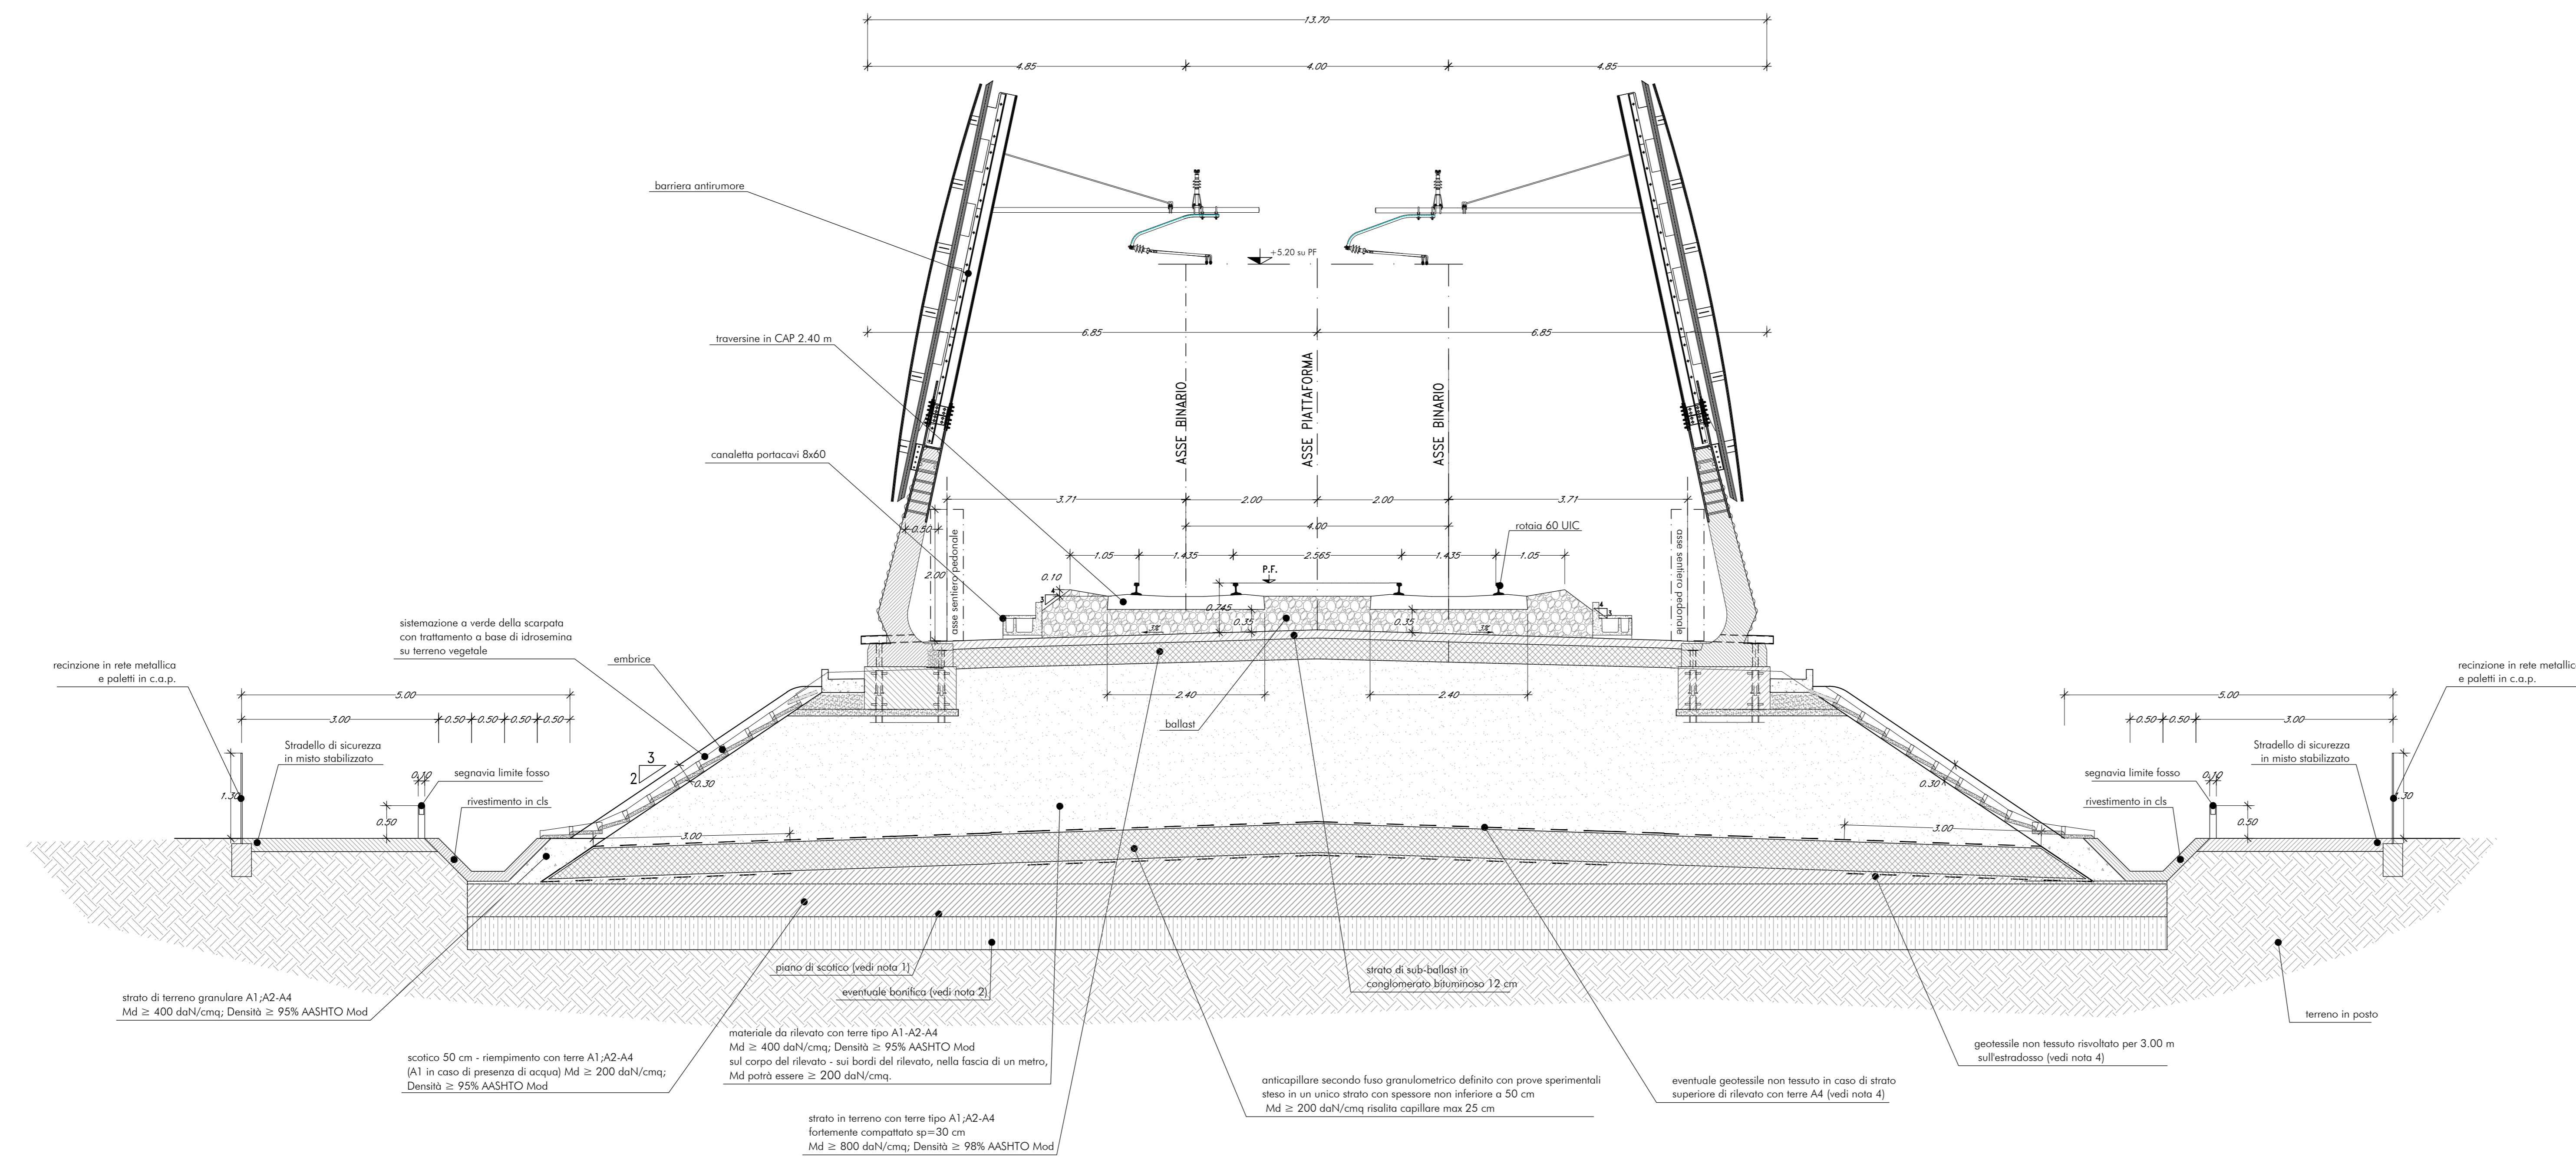 13.70
4.85
4.00
4.85
barriera antirumore
+5.20 su PF
6.85
6.85
traversine in CAP 2.40 m
ASSE BINARIO
ASSE PIATTAFORMA
ASSE BINARIO
canaletta portacavi 8x60
3.71
2.00
2.00
3.71
0.50
4.00
rotaia 60 UIC
asse sentiero pedonale
asse sentiero pedonale
1.05
1.435
2.565
1.435
1.05
2.00
0.10
P.F.
4
3
4
3
0.745
0.35
0.35
3%
3%
sistemazione a verde della scarpata
con trattamento a base di idrosemina
su terreno vegetale
embrice
recinzione in rete metallica
e paletti in c.a.p.
recinzione in rete metallic
e paletti in c.a.p.
5.00
2.40
2.40
5.00
3.00
0.50
0.50
0.50
0.50
ballast
0.50
0.50
3.00
Stradello di sicurezza
in misto stabilizzato
3
2
Stradello di sicurezza
in misto stabilizzato
0.10
segnavia limite fosso
0.30
0.30
segnavia limite fosso
0.10
1.30
rivestimento in cls
rivestimento in cls
1.30
0.50
3.00
3.00
0.50
piano di scotico (vedi nota 1)
eventuale bonifica (vedi nota 2)
strato di sub-ballast in
conglomerato bituminoso 12 cm
strato di terreno granulare A1;A2-A4
Md ≥ 400 daN/cmq; Densità ≥ 95% AASHTO Mod
terreno in posto
materiale da rilevato con terre tipo A1-A2-A4
Md ≥ 400 daN/cmq; Densità ≥ 95% AASHTO Mod
sul corpo del rilevato - sui bordi del rilevato, nella fascia di un metro,
Md potrà essere ≥ 200 daN/cmq.
scotico 50 cm - riempimento con terre A1;A2-A4
(A1 in caso di presenza di acqua) Md ≥ 200 daN/cmq;
Densità ≥ 95% AASHTO Mod
geotessile non tessuto risvoltato per 3.00 m
sull'estradosso (vedi nota 4)
anticapillare secondo fuso granulometrico definito con prove sperimentali
steso in un unico strato con spessore non inferiore a 50 cm
Md ≥ 200 daN/cmq risalita capillare max 25 cm
eventuale geotessile non tessuto in caso di strato
superiore di rilevato con terre A4 (vedi nota 4)
strato in terreno con terre tipo A1;A2-A4
fortemente compattato sp=30 cm
Md ≥ 800 daN/cmq; Densità ≥ 98% AASHTO Mod